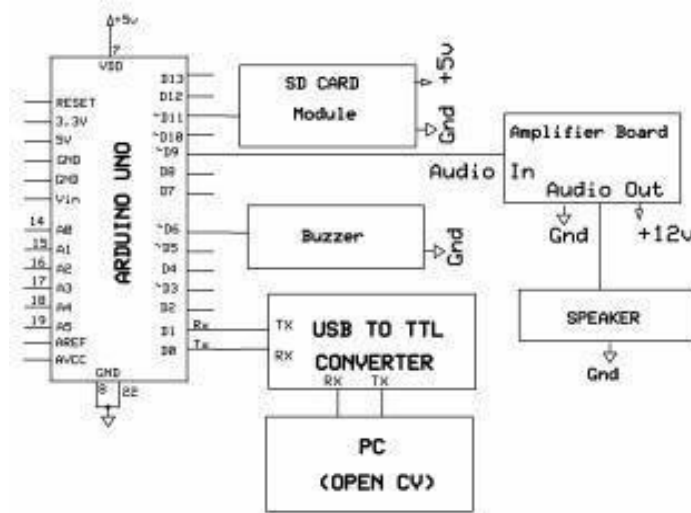 +5v
7
VDD
RESET
3.3V
5V
GND
GND
Vin
14 A0
15 A1
16 A2
17 A3
18 A4
19 A5
AREF
AVCC
ARDUINO UNO
D13
D12
~D11
~D10
~D9
D8
D7
~D6
~D5
D4
~D3
D2
D1 Rx
D0 Tx
GND
8 22
SD CARD
Module
+5v
Gnd
Amplifier Board
Audio In
Audio Out
Gnd
+12v
Buzzer
Gnd
SPEAKER
Gnd
TX USB TO TTL
RX CONVERTER
RX TX
PC
(OPEN CV)